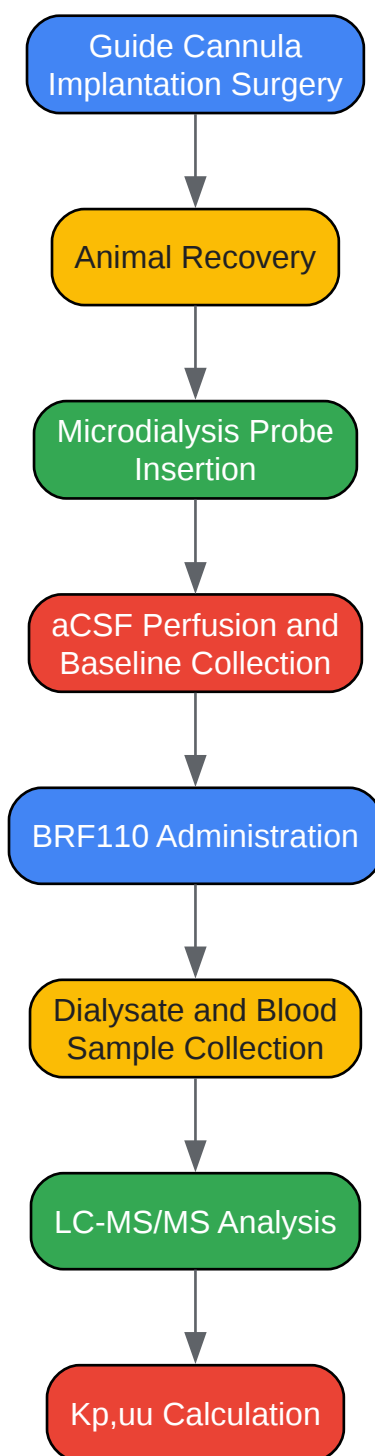 Guide Cannula
Implantation Surgery
Animal Recovery
Microdialysis Probe
Insertion
aCSF Perfusion and
Baseline Collection
BRF110 Administration
Dialysate and Blood
Sample Collection
LC-MS/MS Analysis
Kp,uu Calculation